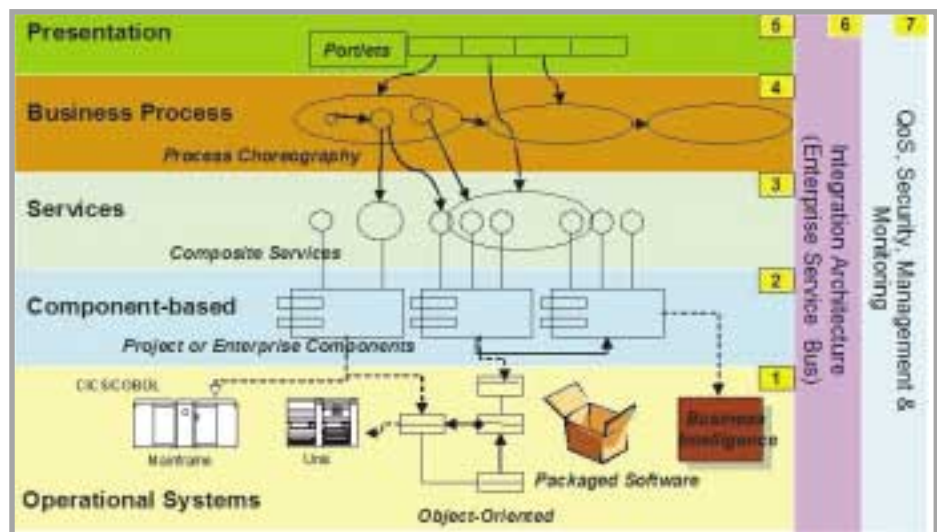 Presentation
Portlets
5
6
7
Business Process
4
Process Choreography
Services
3
Composite Services
Component-based
2
Project or Enterprise Components
CICS/COBOL
1
Mainframe
Unix
Business
Intelligence
Packaged Software
Operational Systems
Object-Oriented
Integration Architecture
(Enterprise Service Bus)
QoS, Security, Management &
Monitoring